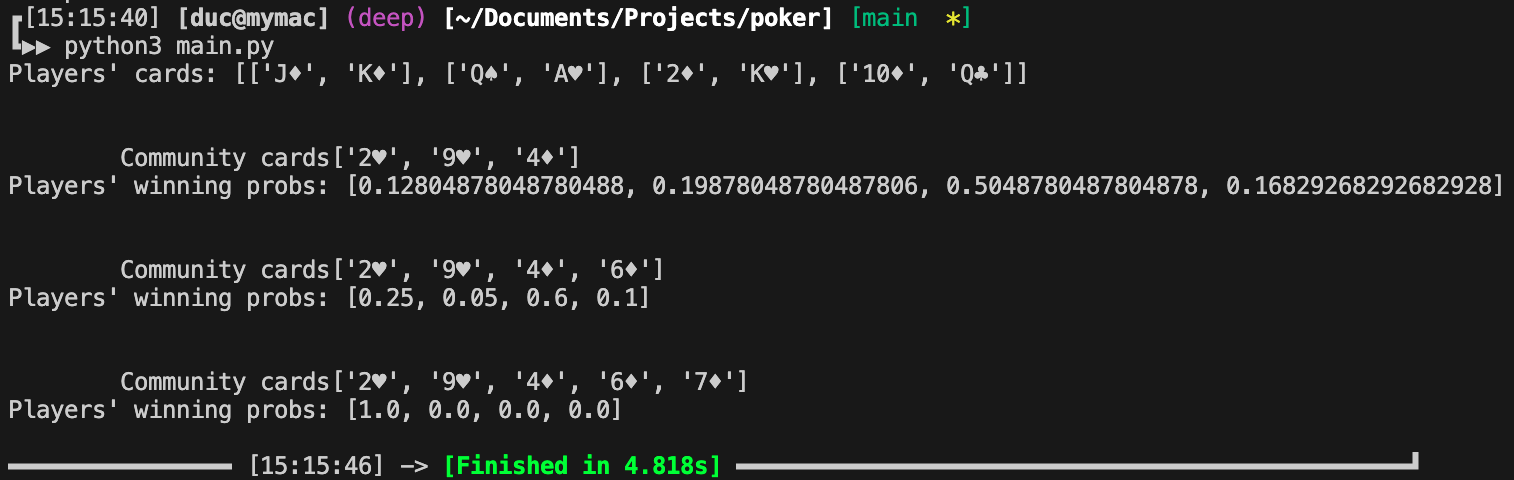 [15:15:40] [duc@mymac] (deep) [~/Documents/Projects/poker] [main *]
▶▶ python3 main.py
Players' cards: [['J♦', 'K♦'], ['Q♠', 'A♥'], ['2♦', 'K♥'], ['10♦', 'Q♣']]
Community cards['2♥', '9♥', '4♦']
Players' winning probs: [0.12804878048780488, 0.19878048780487806, 0.5048780487804878, 0.16829268292682928]
Community cards['2♥', '9♥', '4♦', '6♦']
Players' winning probs: [0.25, 0.05, 0.6, 0.1]
Community cards['2♥', '9♥', '4♦', '6♦', '7♦']
Players' winning probs: [1.0, 0.0, 0.0, 0.0]
[15:15:46] -> [Finished in 4.818s]